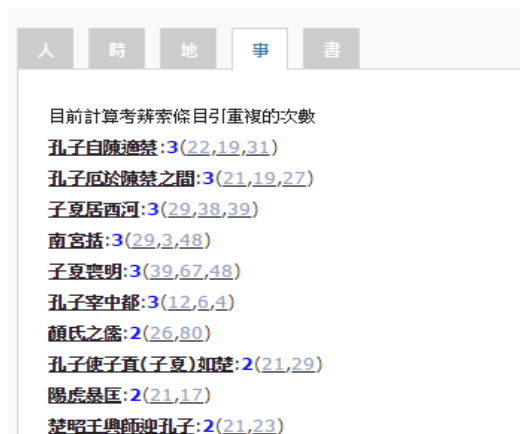 人 時 地 事 書
目前計算考辨索條目引重複的次數
孔子自陳適蔡:3(22,19,31)
孔子厄於陳蔡之間:3(21,19,27)
子夏居西河:3(29,38,39)
南宮括:3(29,3,48)
子夏喪明:3(39,67,48)
孔子宰中都:3(12,6,4)
顏氏之儒:2(26,80)
孔子使子貢(子夏)如楚:2(21,29)
陽虎暴匡:2(21,17)
楚昭王興師迎孔子:2(21,23)